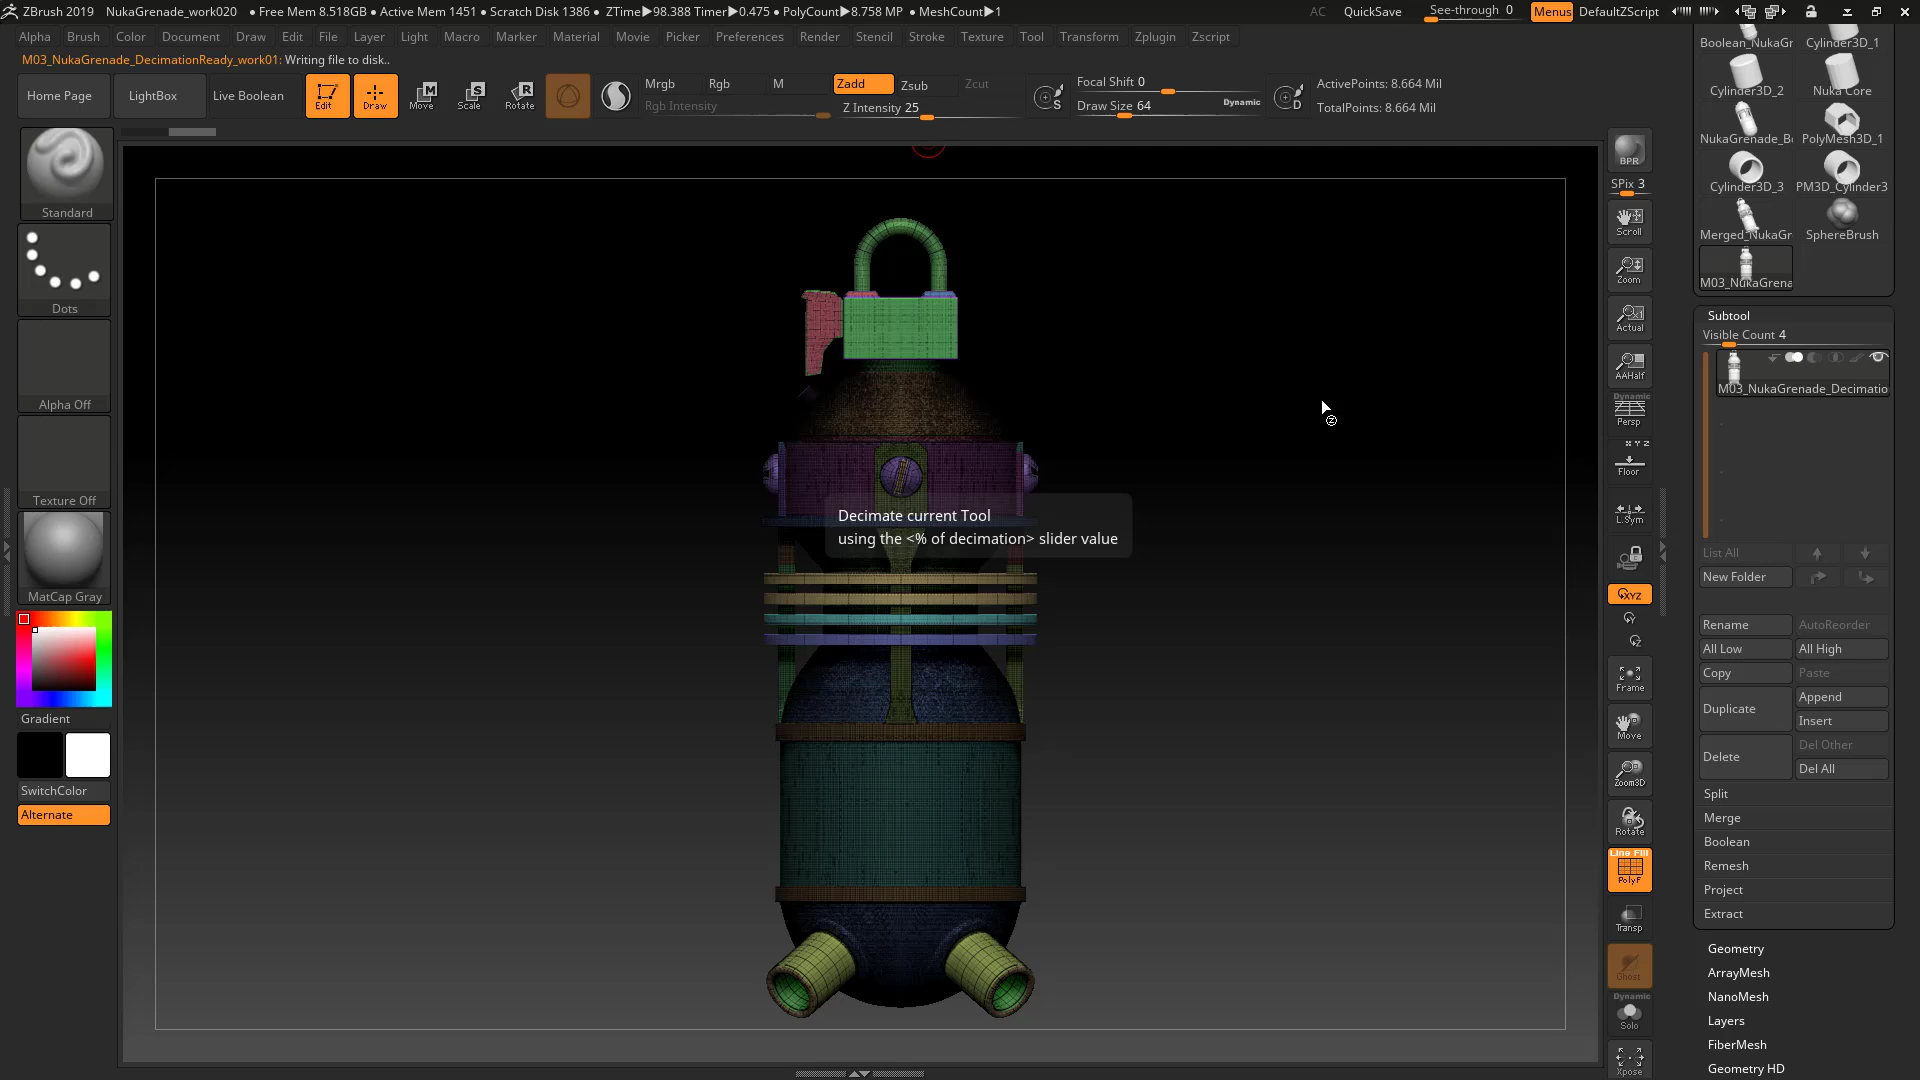 ZBrush 2019 NukaGrenade_work020 • Free Mem 8.518GB • Active Mem 1451 • Scratch Disk 1386 • ZTime▶98.388 Timer▶0.475 • PolyCount▶8.758 MP • MeshCount▶1 AC QuickSave See-through 0 Menus DefaultZScript
Alpha Brush Color Document Draw Edit File Layer Light Macro Marker Material Movie Picker Preferences Render Stencil Stroke Texture Tool Transform Zplugin Zscript
M03_NukaGrenade_DecimationReady_work01: Writing file to disk..
Home Page LightBox Live Boolean Edit Draw Move Scale Rotate
Mrgb Rgb M Zadd Zsub Zcut
Rgb Intensity Z Intensity 25
Focal Shift 0
Draw Size 64 Dynamic
ActivePoints: 8.664 Mil
TotalPoints: 8.664 Mil
Standard
Dots
Alpha Off
Texture Off
MatCap Gray
Gradient
SwitchColor
Alternate
Decimate current Tool
using the <% of decimation> slider value
BPR
SPix 3
Scroll
Zoom
Actual
AAHalf
Dynamic
Persp
X Y Z
Floor
L.Sym
XYZ
Y
Z
Frame
Move
Zoom3D
Rotate
Line Fill
PolyF
Transp
Ghost
Dynamic
Solo
Xpose
Boolean_NukaGr Cylinder3D_1
Cylinder3D_2 Nuka Core
NukaGrenade_Bo PolyMesh3D_1
Cylinder3D_3 PM3D_Cylinder3
Merged_NukaGr SphereBrush
M03_NukaGrena
Subtool
Visible Count 4
M03_NukaGrenade_Decimatio
List All
New Folder
Rename AutoReorder
All Low All High
Copy Paste
Duplicate Append
Insert
Delete Del Other
Del All
Split
Merge
Boolean
Remesh
Project
Extract
Geometry
ArrayMesh
NanoMesh
Layers
FiberMesh
Geometry HD